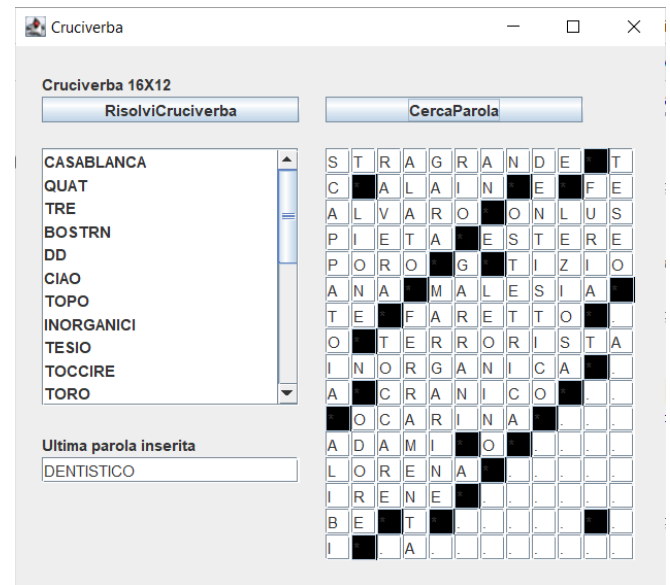 Cruciverba
Cruciverba 16X12
RisolviCruciverba
CercaParola
CASABLANCA
QUAT
TRE
BOSTRN
DD
CIAO
TOPO
INORGANICI
TESIO
TOCCIRE
TORO
Ultima parola inserita
DENTISTICO
S T R A G R A N D E * T
C * A L A I N * E * F E
A L V A R O * O N L U S
P I E T A * E S T E R E
P O R O * G * T I Z I O
A N A * M A L E S I A *
T E * F A R E T T O * .
O * T E R R O R I S T A
I N O R G A N I C A * .
A * C R A N I C O * . .
* O C A R I N A * . . .
A D A M I * O * . . . .
L O R E N A * . . . . .
I R E N E * . . . . . .
B E * T * . . . . . * .
I * . A . . . . . . . .